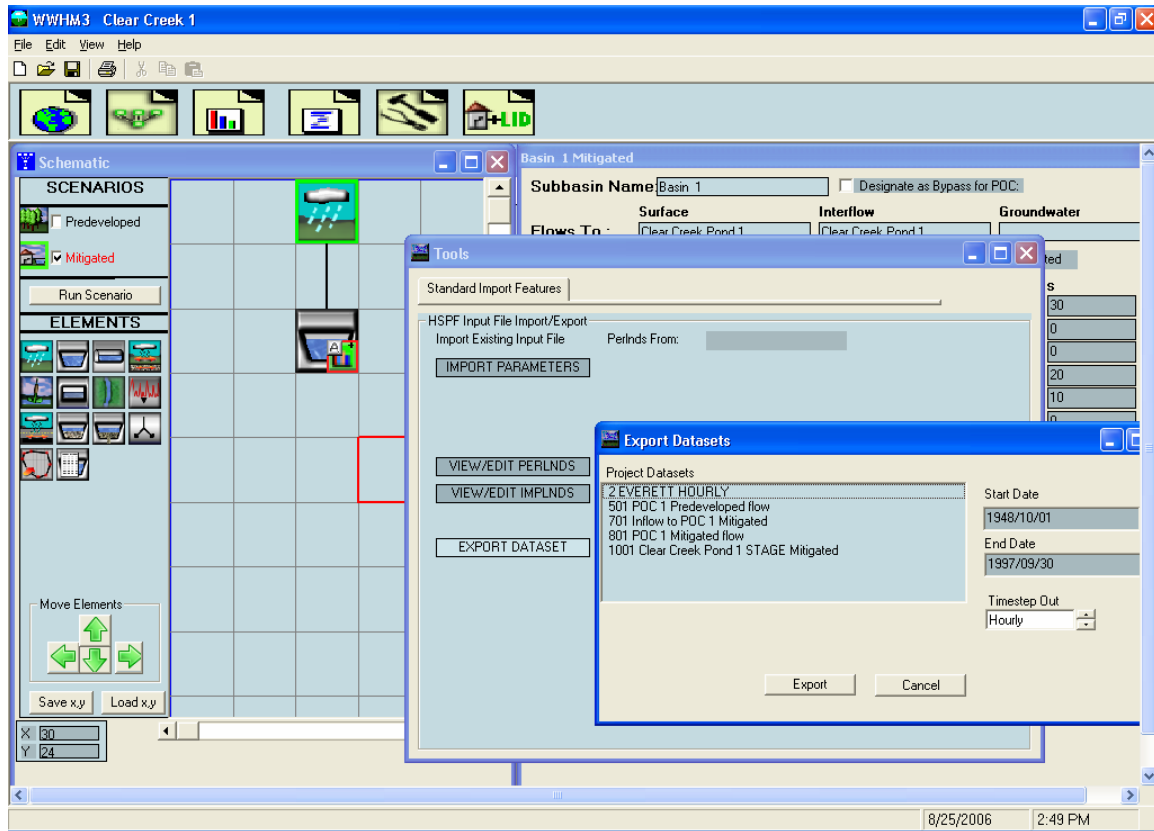 WWHM3 Clear Creek 1
File Edit View Help
+LID
Schematic
SCENARIOS
Predeveloped
Mitigated
Run Scenario
ELEMENTS
Move Elements
Save x,y Load x,y
X 30
Y 24
Basin 1 Mitigated
Subbasin Name: Basin 1 Designate as Bypass for POC:
Surface Interflow Groundwater
Flows To : Clear Creek Pond 1 Clear Creek Pond 1
Tools
Standard Import Features
HSPF Input File Import/Export
Import Existing Input File Perlnds From:
IMPORT PARAMETERS
VIEW/EDIT PERLNDS
VIEW/EDIT IMPLNDS
EXPORT DATASET
ted
s
30
0
0
20
10
0
Export Datasets
Project Datasets
2 EVERETT HOURLY
501 POC 1 Predeveloped flow
701 Inflow to POC 1 Mitigated
801 POC 1 Mitigated flow
1001 Clear Creek Pond 1 STAGE Mitigated
Start Date
1948/10/01
End Date
1997/09/30
Timestep Out
Hourly
Export Cancel
8/25/2006 2:49 PM